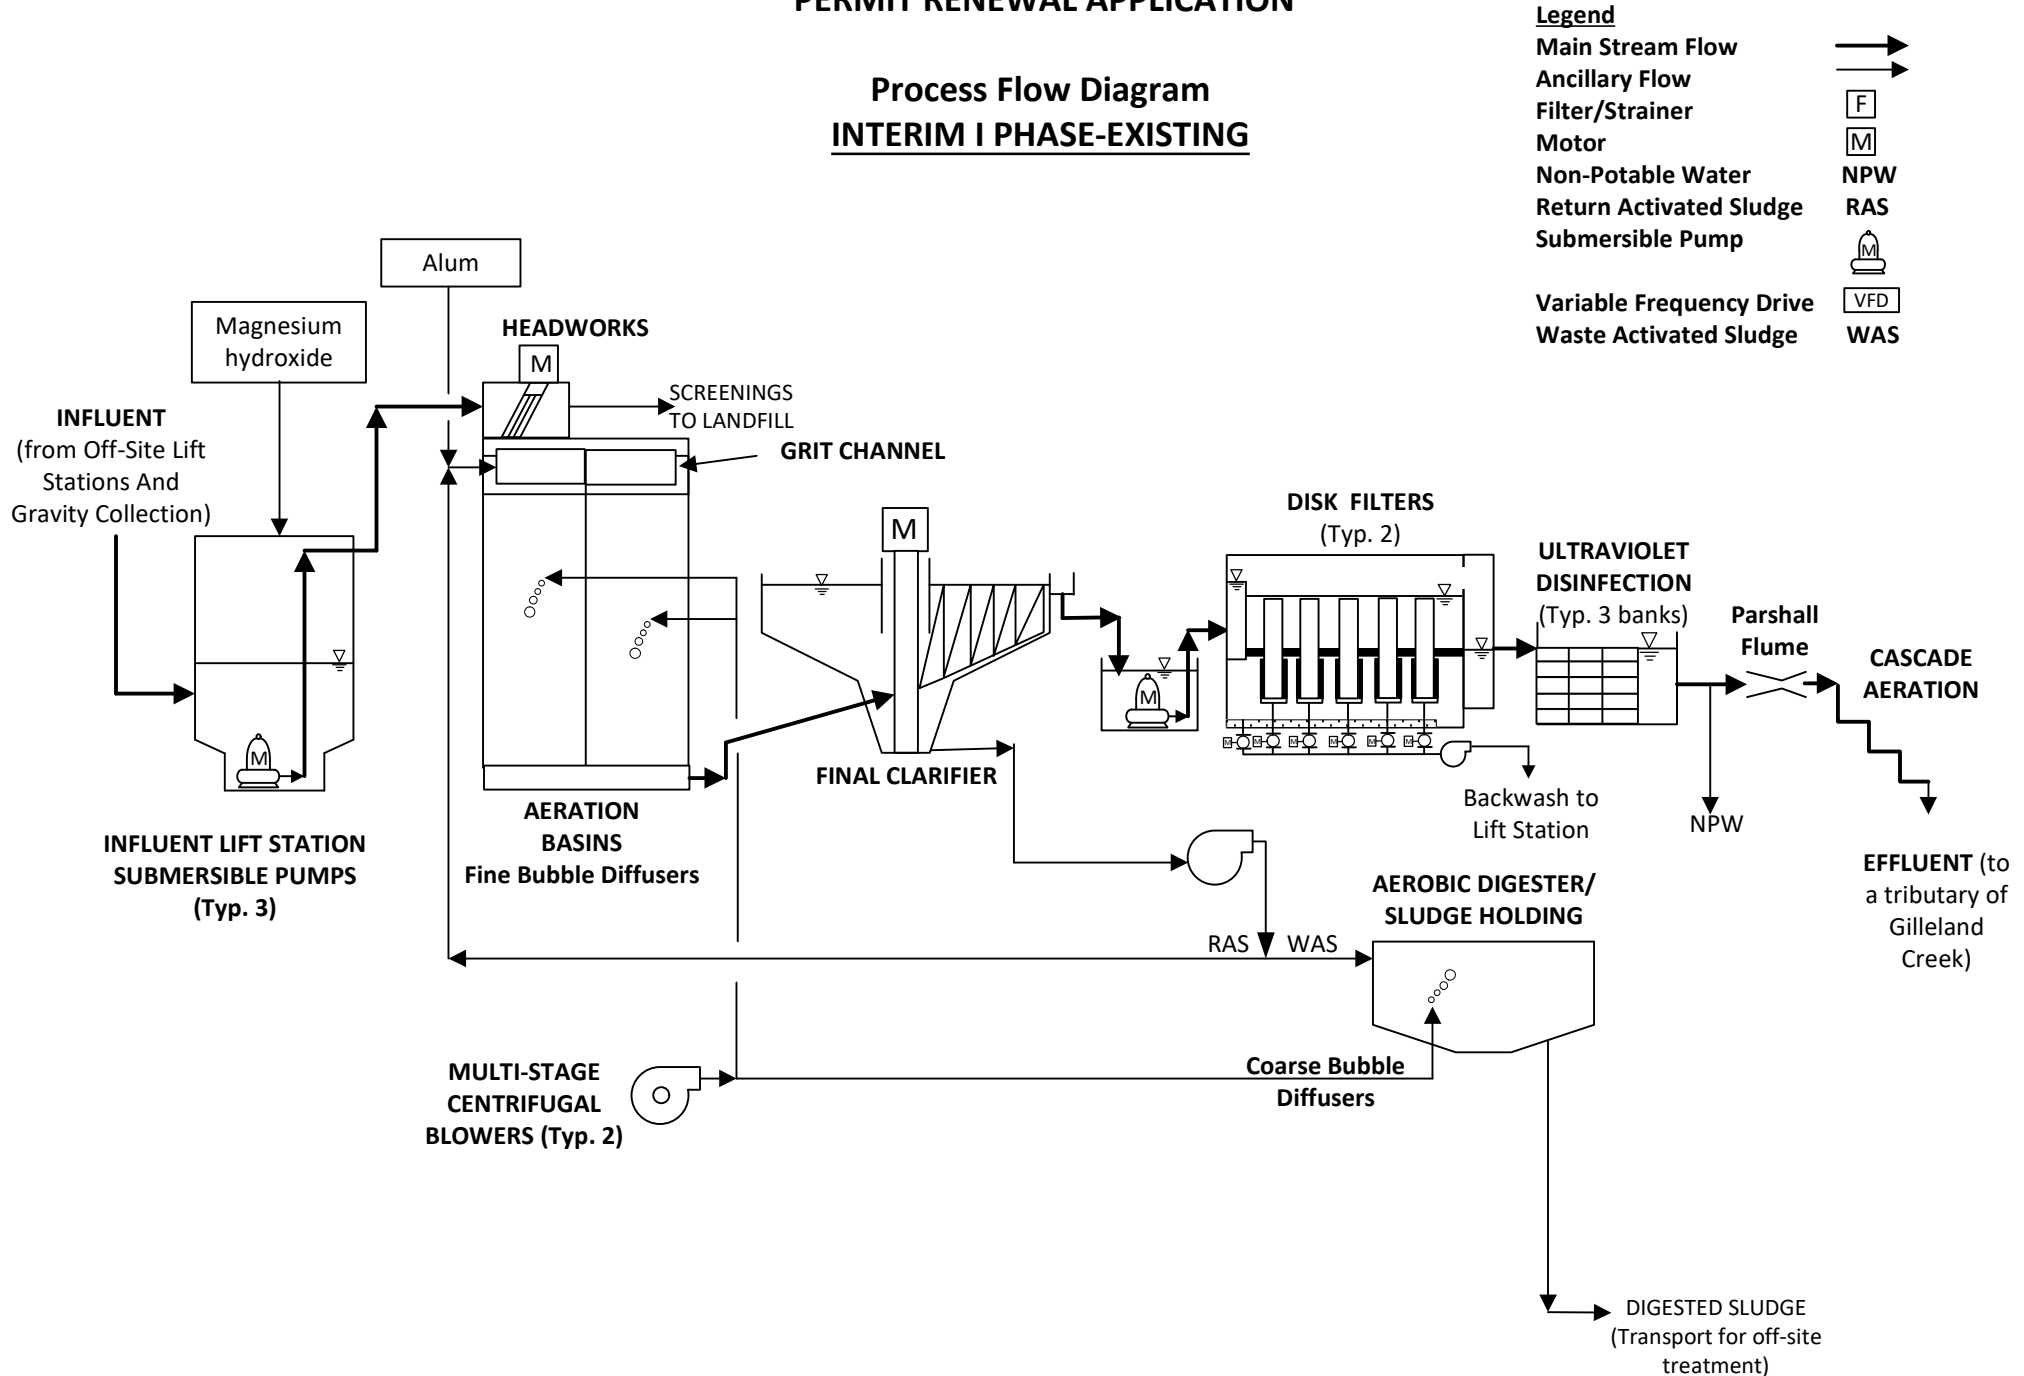 PERMIT RENEWAL APPLICATION
Process Flow Diagram
INTERIM I PHASE-EXISTING
Legend
Main Stream Flow
Ancillary Flow
Filter/Strainer F
Motor M
Non-Potable Water NPW
Return Activated Sludge RAS
Submersible Pump M
Variable Frequency Drive VFD
Waste Activated Sludge WAS
Alum
Magnesium
hydroxide
HEADWORKS
M
SCREENINGS
TO LANDFILL
GRIT CHANNEL
INFLUENT
(from Off-Site Lift
Stations And
Gravity Collection)
M
INFLUENT LIFT STATION
SUBMERSIBLE PUMPS
(Typ. 3)
AERATION
BASINS
Fine Bubble Diffusers
M
FINAL CLARIFIER
M
DISK FILTERS
(Typ. 2)
M M M M M M
Backwash to
Lift Station
ULTRAVIOLET
DISINFECTION
(Typ. 3 banks)
Parshall
Flume
CASCADE
AERATION
NPW
EFFLUENT (to
a tributary of
Gilleland
Creek)
RAS WAS
AEROBIC DIGESTER/
SLUDGE HOLDING
MULTI-STAGE
CENTRIFUGAL
BLOWERS (Typ. 2)
Coarse Bubble
Diffusers
DIGESTED SLUDGE
(Transport for off-site
treatment)